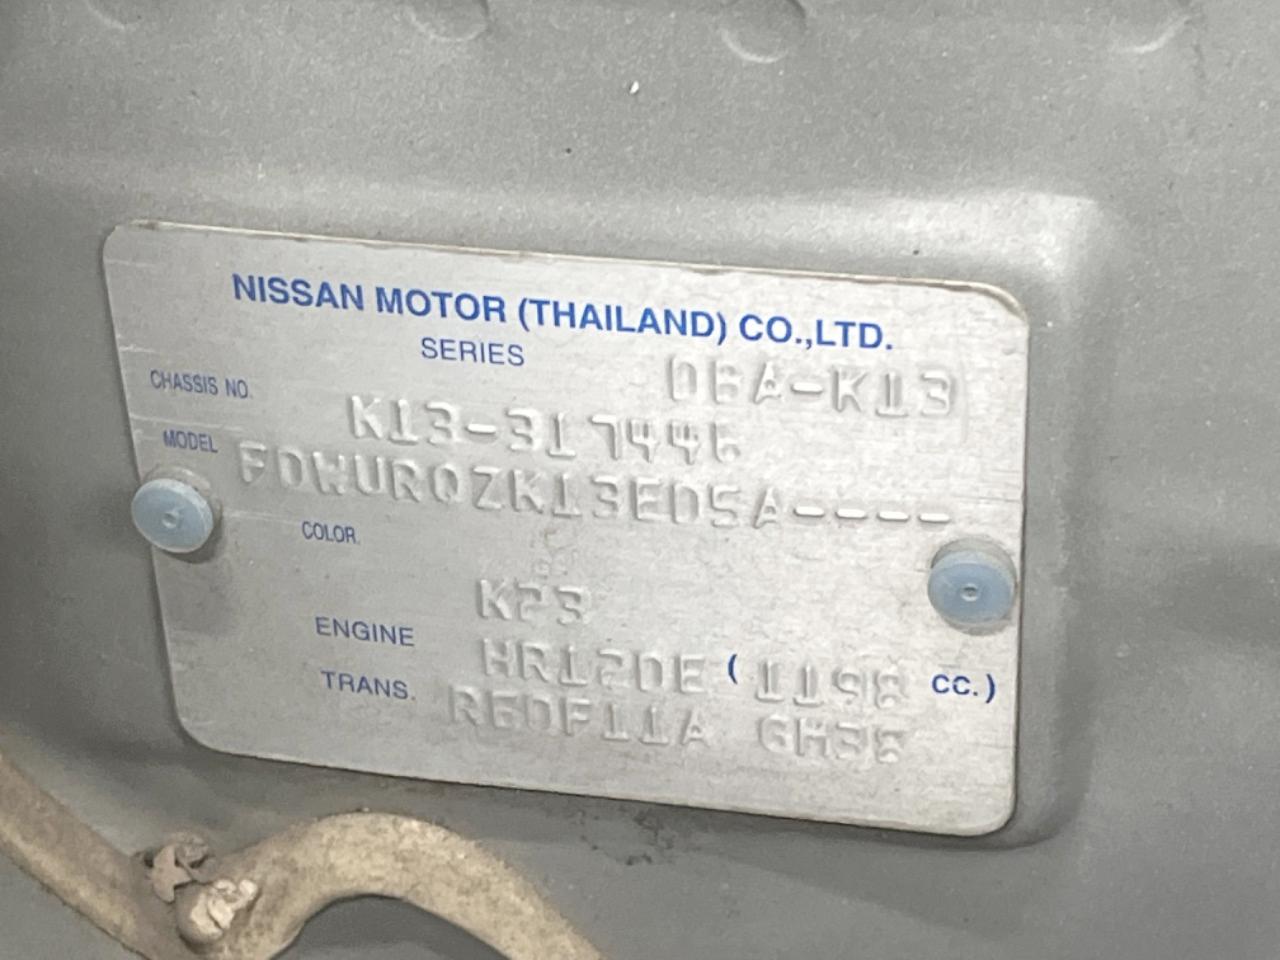 NISSAN MOTOR (THAILAND) CO.,LTD.
SERIES DBA-K13
CHASSIS NO. K13-317446
MODEL FDWURQZK13EDSA----
COLOR. K23
ENGINE HR12DE (1198 CC.)
TRANS. RE0F11A GH38